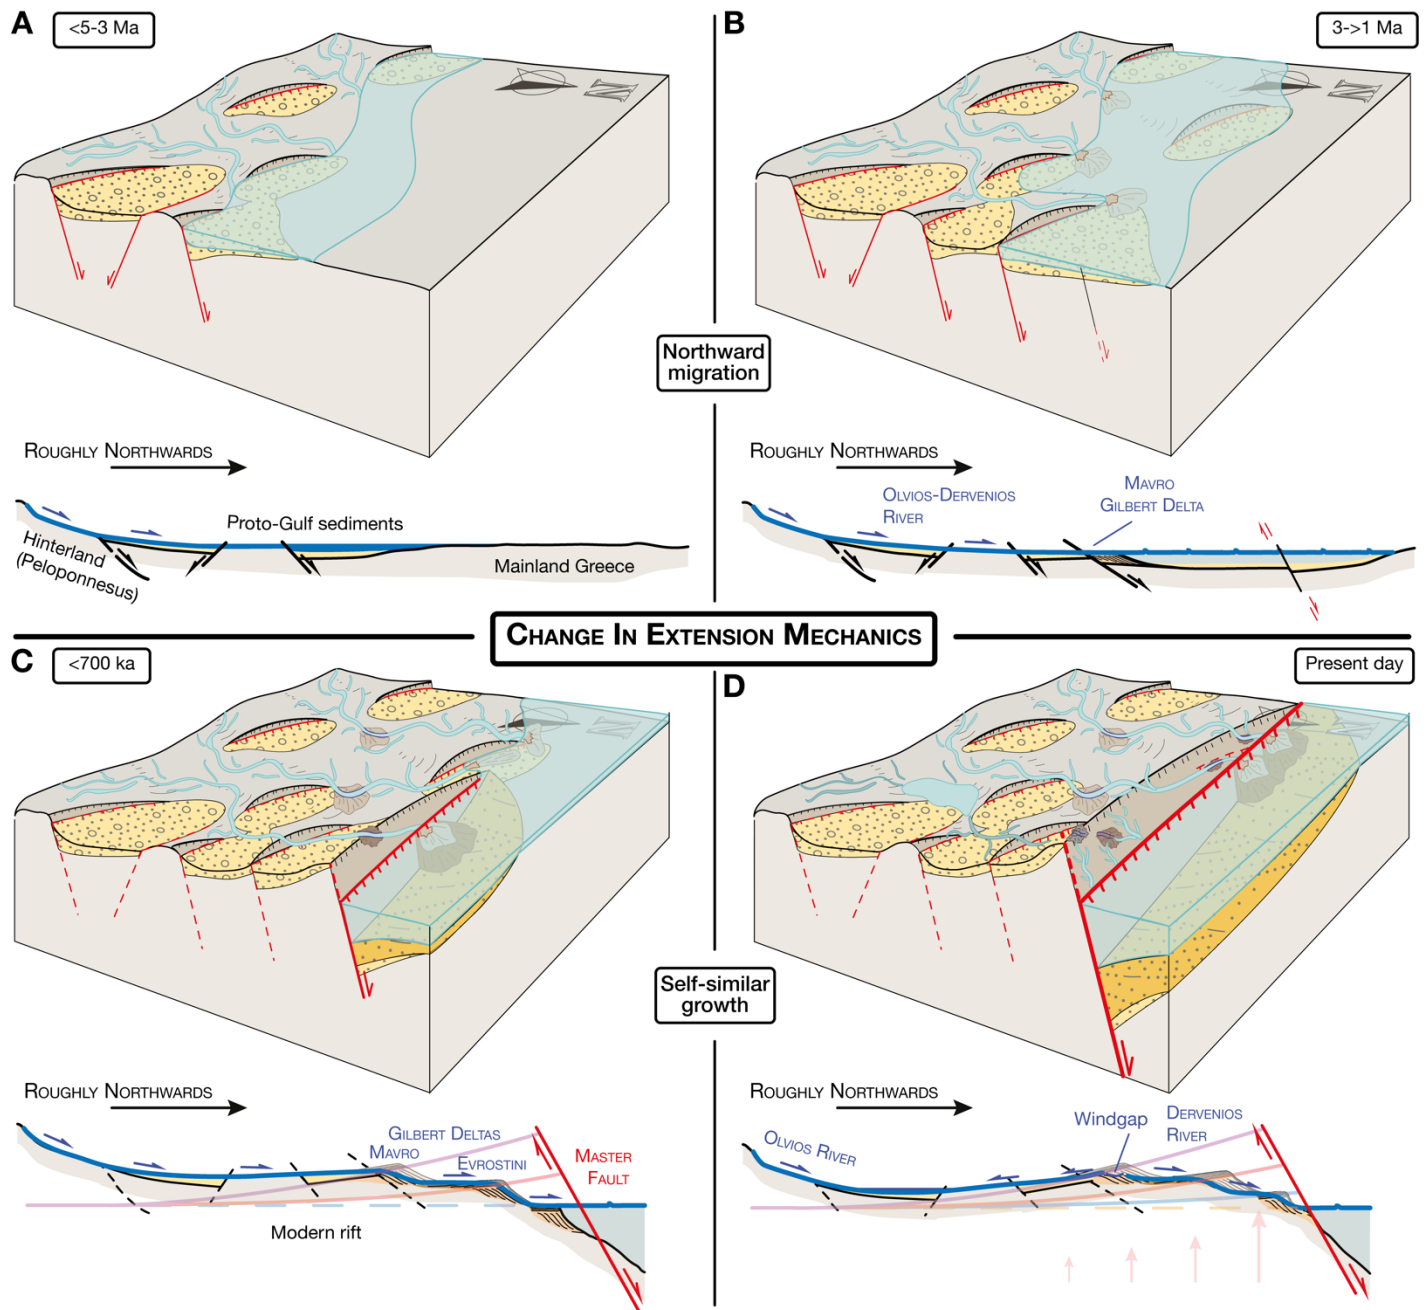 A
<5-3 Ma
N
B
3->1 Ma
N
Northward
migration
ROUGHLY NORTHWARDS
Proto-Gulf sediments
Hinterland
(Peloponnesus)
Mainland Greece
ROUGHLY NORTHWARDS
OLVIOS-DERVENIOS
RIVER
MAVRO
GILBERT DELTA
CHANGE IN EXTENSION MECHANICS
C
<700 ka
N
D
Present day
N
Self-similar
growth
ROUGHLY NORTHWARDS
GILBERT DELTAS
MAVRO
EVROSTINI
MASTER
FAULT
Modern rift
ROUGHLY NORTHWARDS
OLVIOS RIVER
Windgap
DERVENIOS
RIVER